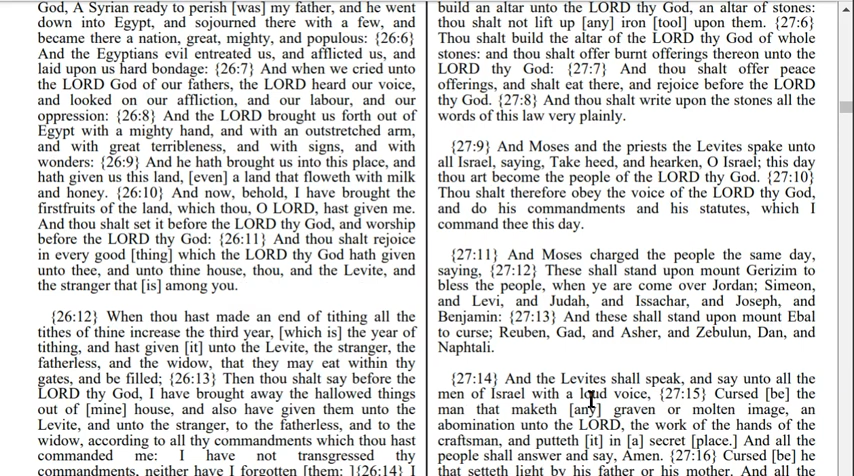 God, A Syrian ready to perish [was] my father, and he went
down into Egypt, and sojourned there with a few, and
became there a nation, great, mighty, and populous: {26:6}
And the Egyptians evil entreated us, and afflicted us, and
laid upon us hard bondage: {26:7} And when we cried unto
the LORD God of our fathers, the LORD heard our voice,
and looked on our affliction, and our labour, and our
oppression: {26:8} And the LORD brought us forth out of
Egypt with a mighty hand, and with an outstretched arm,
and with great terribleness, and with signs, and with
wonders: {26:9} And he hath brought us into this place, and
hath given us this land, [even] a land that floweth with milk
and honey. {26:10} And now, behold, I have brought the
firstfruits of the land, which thou, O LORD, hast given me.
And thou shalt set it before the LORD thy God, and worship
before the LORD thy God: {26:11} And thou shalt rejoice
in every good [thing] which the LORD thy God hath given
unto thee, and unto thine house, thou, and the Levite, and
the stranger that [is] among you.
{26:12} When thou hast made an end of tithing all the
tithes of thine increase the third year, [which is] the year of
tithing, and hast given [it] unto the Levite, the stranger, the
fatherless, and the widow, that they may eat within thy
gates, and be filled; {26:13} Then thou shalt say before the
LORD thy God, I have brought away the hallowed things
out of [mine] house, and also have given them unto the
Levite, and unto the stranger, to the fatherless, and to the
widow, according to all thy commandments which thou hast
commanded me: I have not transgressed thy
commandments, neither have I forgotten [them: ]{26:14} I
build an altar unto the LORD thy God, an altar of stones:
thou shalt not lift up [any] iron [tool] upon them. {27:6}
Thou shalt build the altar of the LORD thy God of whole
stones: and thou shalt offer burnt offerings thereon unto the
LORD thy God: {27:7} And thou shalt offer peace
offerings, and shalt eat there, and rejoice before the LORD
thy God. {27:8} And thou shalt write upon the stones all the
words of this law very plainly.
{27:9} And Moses and the priests the Levites spake unto
all Israel, saying, Take heed, and hearken, O Israel; this day
thou art become the people of the LORD thy God. {27:10}
Thou shalt therefore obey the voice of the LORD thy God,
and do his commandments and his statutes, which I
command thee this day.
{27:11} And Moses charged the people the same day,
saying, {27:12} These shall stand upon mount Gerizim to
bless the people, when ye are come over Jordan; Simeon,
and Levi, and Judah, and Issachar, and Joseph, and
Benjamin: {27:13} And these shall stand upon mount Ebal
to curse; Reuben, Gad, and Asher, and Zebulun, Dan, and
Naphtali.
{27:14} And the Levites shall speak, and say unto all the
men of Israel with a loud voice, {27:15} Cursed [be] the
man that maketh [any] graven or molten image, an
abomination unto the LORD, the work of the hands of the
craftsman, and putteth [it] in [a] secret [place.] And all the
people shall answer and say, Amen. {27:16} Cursed [be] he
that setteth light by his father or his mother. And all the